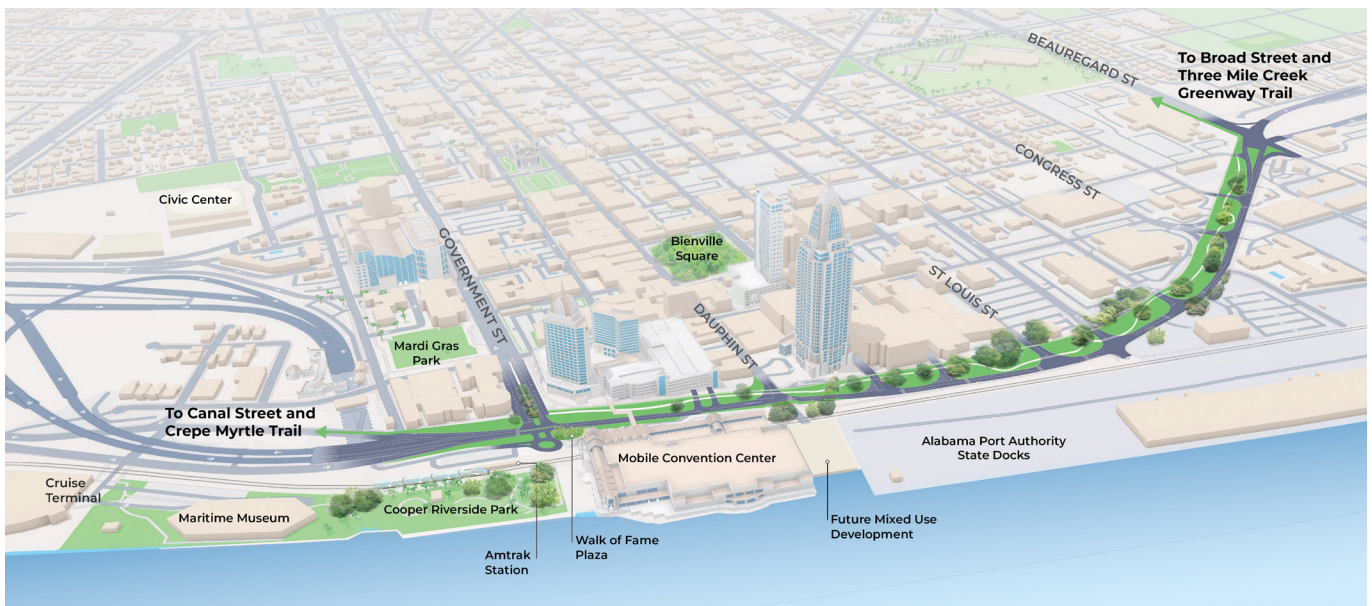 BEAUREGARD ST
To Broad Street and
Three Mile Creek
Greenway Trail
CONGRESS ST
Civic Center
GOVERNMENT ST
Bienville
Square
ST LOUIS ST
DAUPHIN ST
Mardi Gras
Park
To Canal Street and
Crepe Myrtle Trail
Mobile Convention Center
Alabama Port Authority
State Docks
Cruise
Terminal
Maritime Museum
Cooper Riverside Park
Future Mixed Use
Development
Walk of Fame
Plaza
Amtrak
Station